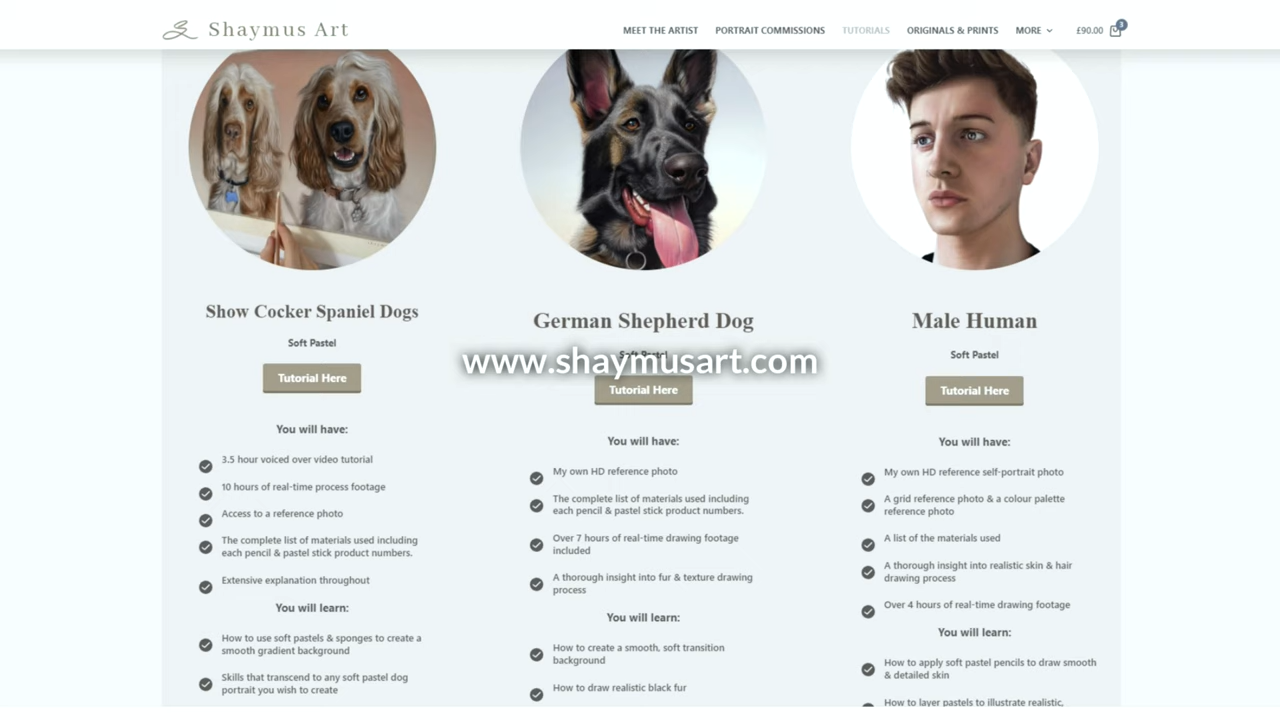 Shaymus Art
MEET THE ARTIST
PORTRAIT COMMISSIONS
TUTORIALS
ORIGINALS & PRINTS
MORE
£90.00
3
Show Cocker Spaniel Dogs
Soft Pastel
Tutorial Here
You will have:
3.5 hour voiced over video tutorial
10 hours of real-time process footage
Access to a reference photo
The complete list of materials used including
each pencil & pastel stick product numbers.
Extensive explanation throughout
You will learn:
How to use soft pastels & sponges to create a
smooth gradient background
Skills that transcend to any soft pastel dog
portrait you wish to create
German Shepherd Dog
Soft Pastel
www.shaymusart.com
Tutorial Here
You will have:
My own HD reference photo
The complete list of materials used including
each pencil & pastel stick product numbers.
Over 7 hours of real-time drawing footage
included
A thorough insight into fur & texture drawing
process
You will learn:
How to create a smooth, soft transition
background
How to draw realistic black fur
Male Human
Soft Pastel
Tutorial Here
You will have:
My own HD reference self-portrait photo
A grid reference photo & a colour palette
reference photo
A list of the materials used
A thorough insight into realistic skin & hair
drawing process
Over 4 hours of real-time drawing footage
You will learn:
How to apply soft pastel pencils to draw smooth
& detailed skin
How to layer pastels to illustrate realistic,